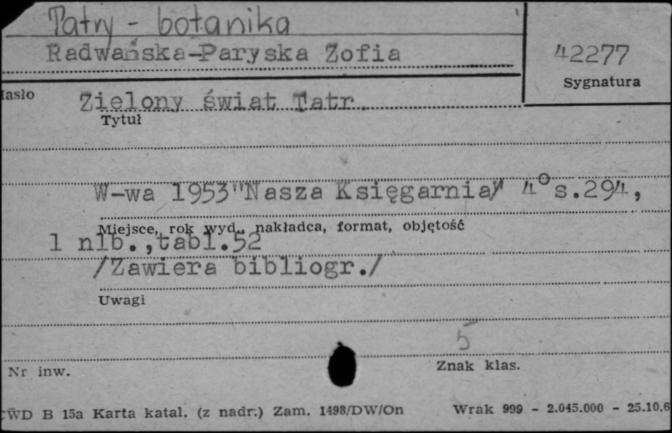 Tatry - botanika
Radwańska-Paryska Zofia
42277
Sygnatura
Hasło
Zielony świat Tatr.
Tytuł
W-wa 1953 "Nasza Księgarnia" 4° s.294,
Miejsce, rok wyd., nakładca, format, objętość
1 nlb.,tabl.52
/Zawiera bibliogr./
Uwagi
5
Nr inw.
Znak klas.
CWD B 15a Karta katal. (z nadr.) Zam. 1498/DW/On Wrak 999 - 2.045.000 - 25.10.6